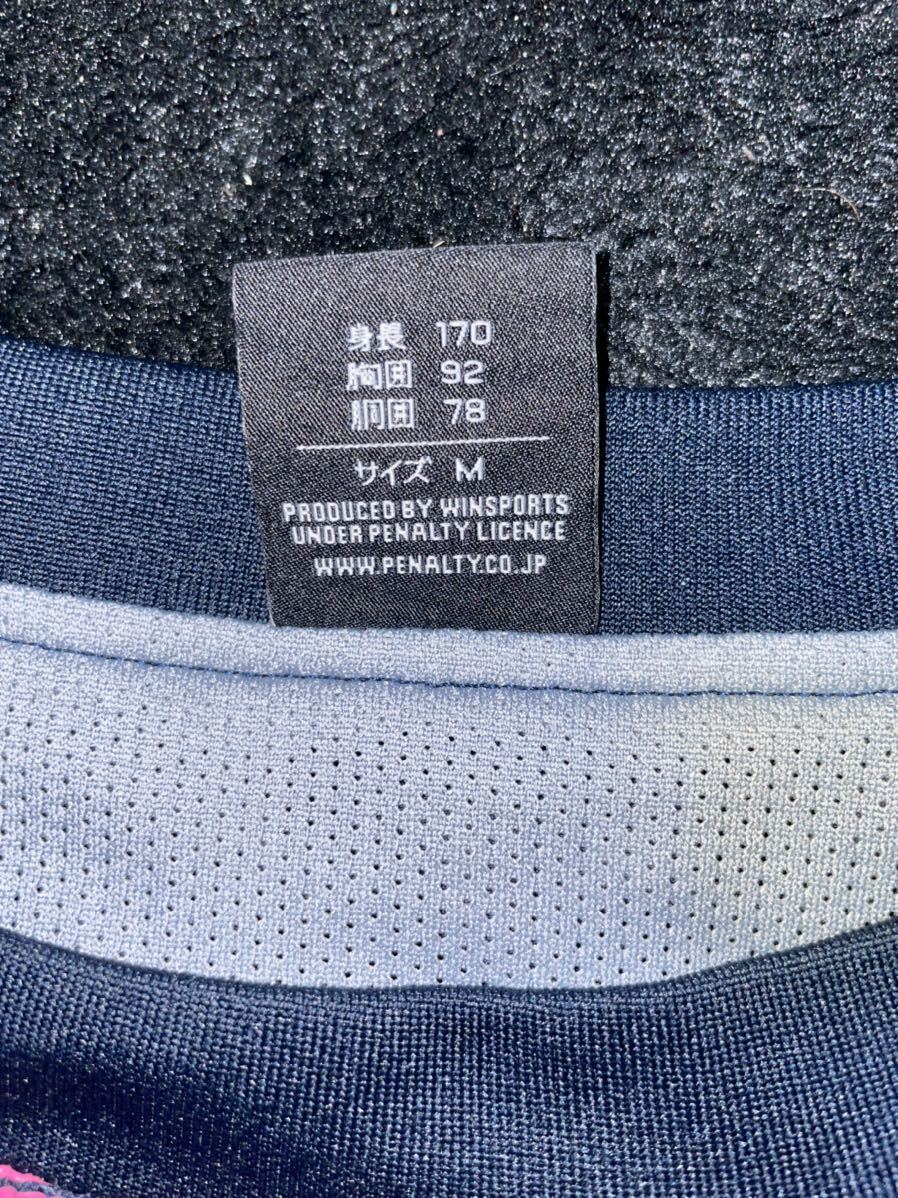 身長 170
胸囲 92
胴囲 78
サイズ M
PRODUCED BY WINSPORTS
UNDER PENALTY LICENCE
WWW.PENALTY.CO.JP